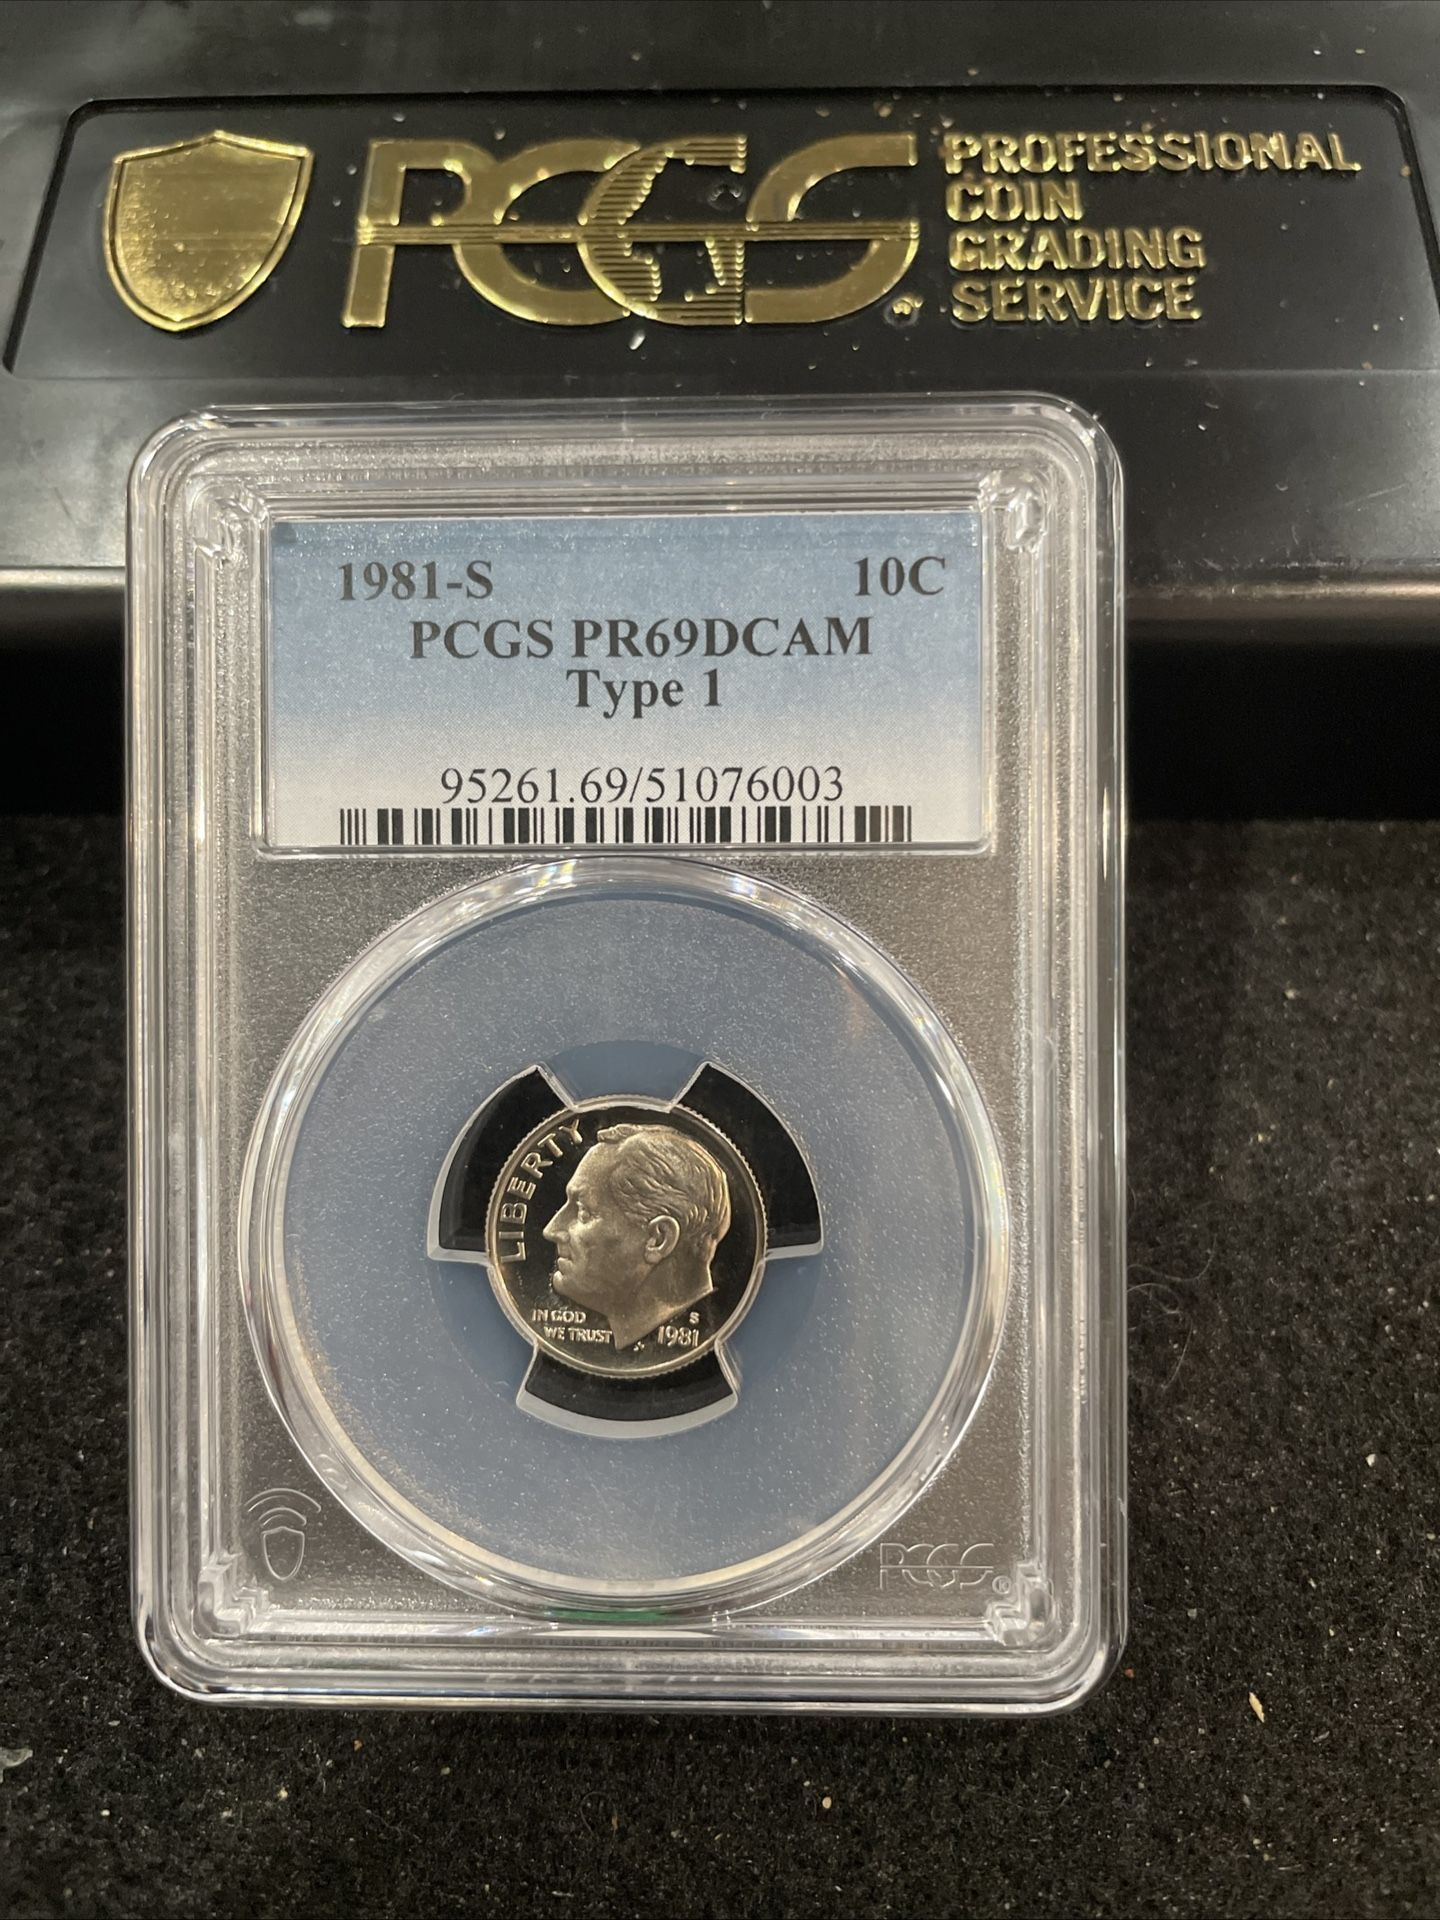 PCGS
PROFESSIONAL
COIN
GRADING
SERVICE
1981-S 10C
PCGS PR69DCAM
Type 1
95261.69/51076003
LIBERTY
IN GOD
WE TRUST
S
1981
PCGS